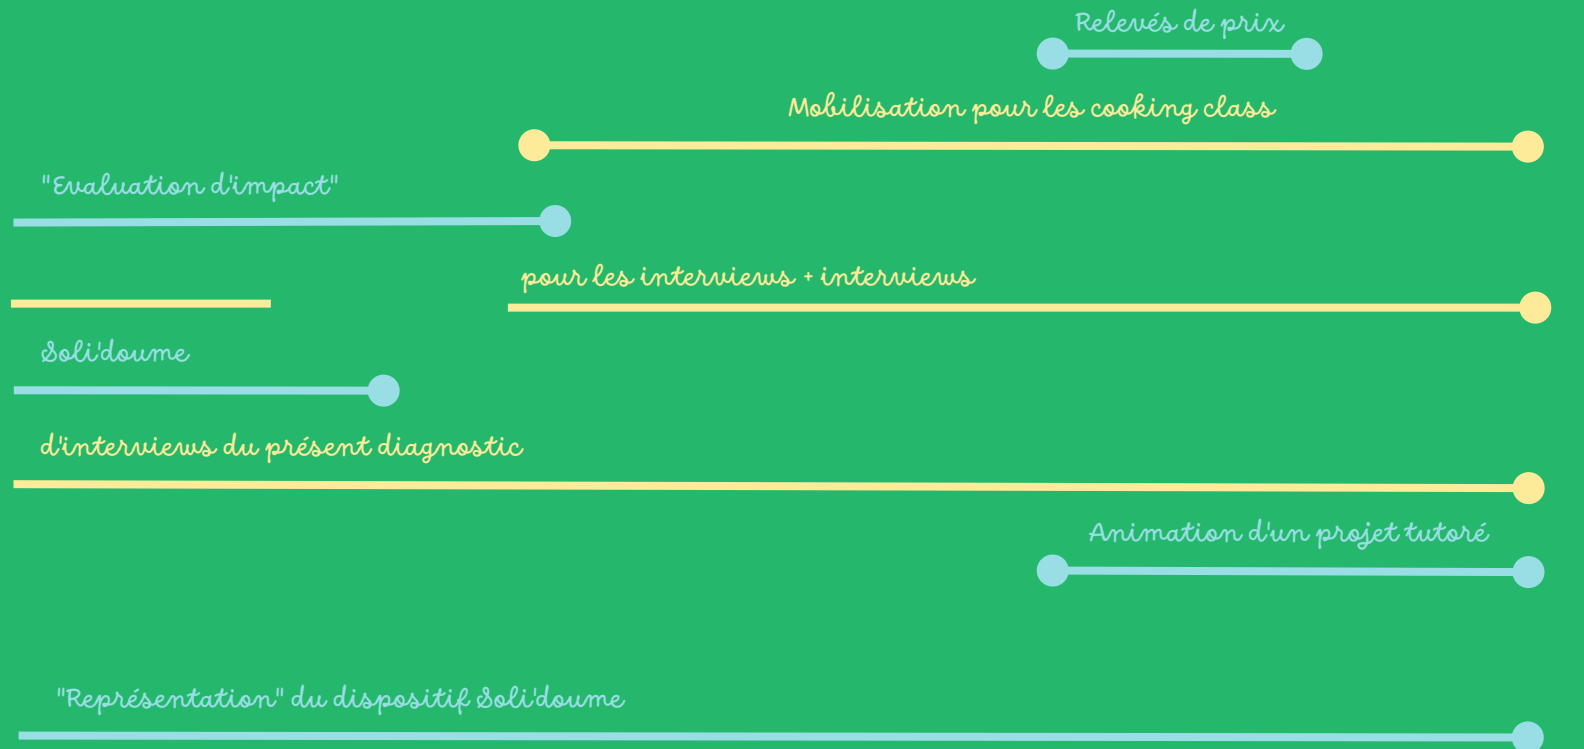 Relevés de prix
Mobilisation pour les cooking class
"Evaluation d'impact"
pour les interviews + interviews
Soli'doume
d'interviews du présent diagnostic
Animation d'un projet tutoré
"Représentation" du dispositif Soli'doume